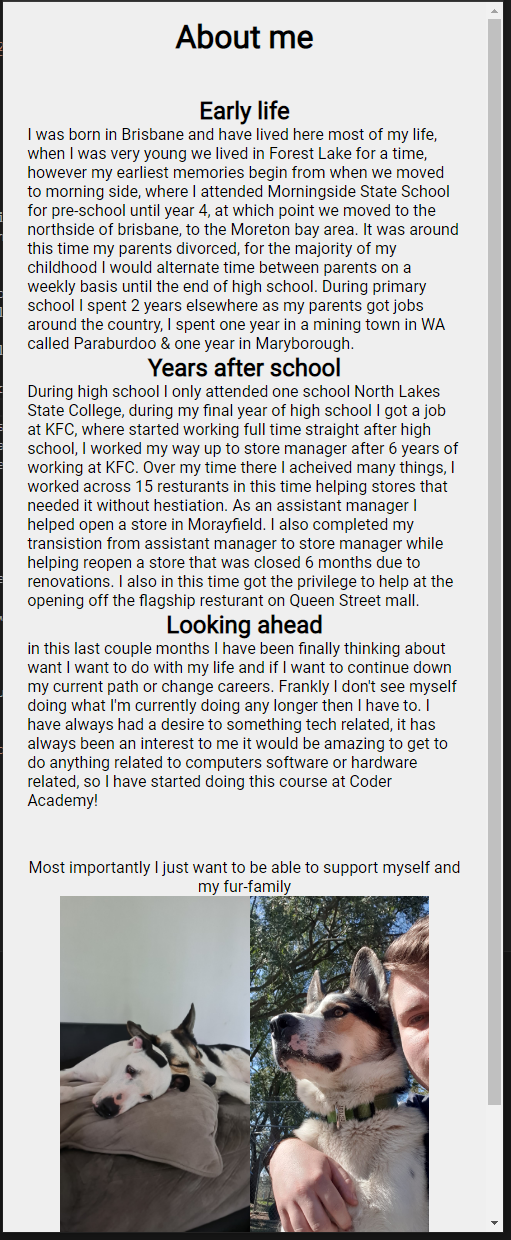 About me
Early life
I was born in Brisbane and have lived here most of my life,
when I was very young we lived in Forest Lake for a time,
however my earliest memories begin from when we moved
to morning side, where I attended Morningside State School
for pre-school until year 4, at which point we moved to the
northside of brisbane, to the Moreton bay area. It was around
this time my parents divorced, for the majority of my
childhood I would alternate time between parents on a
weekly basis until the end of high school. During primary
school I spent 2 years elsewhere as my parents got jobs
around the country, I spent one year in a mining town in WA
called Paraburdoo & one year in Maryborough.
Years after school
During high school I only attended one school North Lakes
State College, during my final year of high school I got a job
at KFC, where started working full time straight after high
school, I worked my way up to store manager after 6 years of
working at KFC. Over my time there I acheived many things, I
worked across 15 resturants in this time helping stores that
needed it without hestiation. As an assistant manager I
helped open a store in Morayfield. I also completed my
transistion from assistant manager to store manager while
helping reopen a store that was closed 6 months due to
renovations. I also in this time got the privilege to help at the
opening off the flagship resturant on Queen Street mall.
Looking ahead
in this last couple months I have been finally thinking about
want I want to do with my life and if I want to continue down
my current path or change careers. Frankly I don't see myself
doing what I'm currently doing any longer then I have to. I
have always had a desire to something tech related, it has
always been an interest to me it would be amazing to get to
do anything related to computers software or hardware
related, so I have started doing this course at Coder
Academy!
Most importantly I just want to be able to support myself and
my fur-family